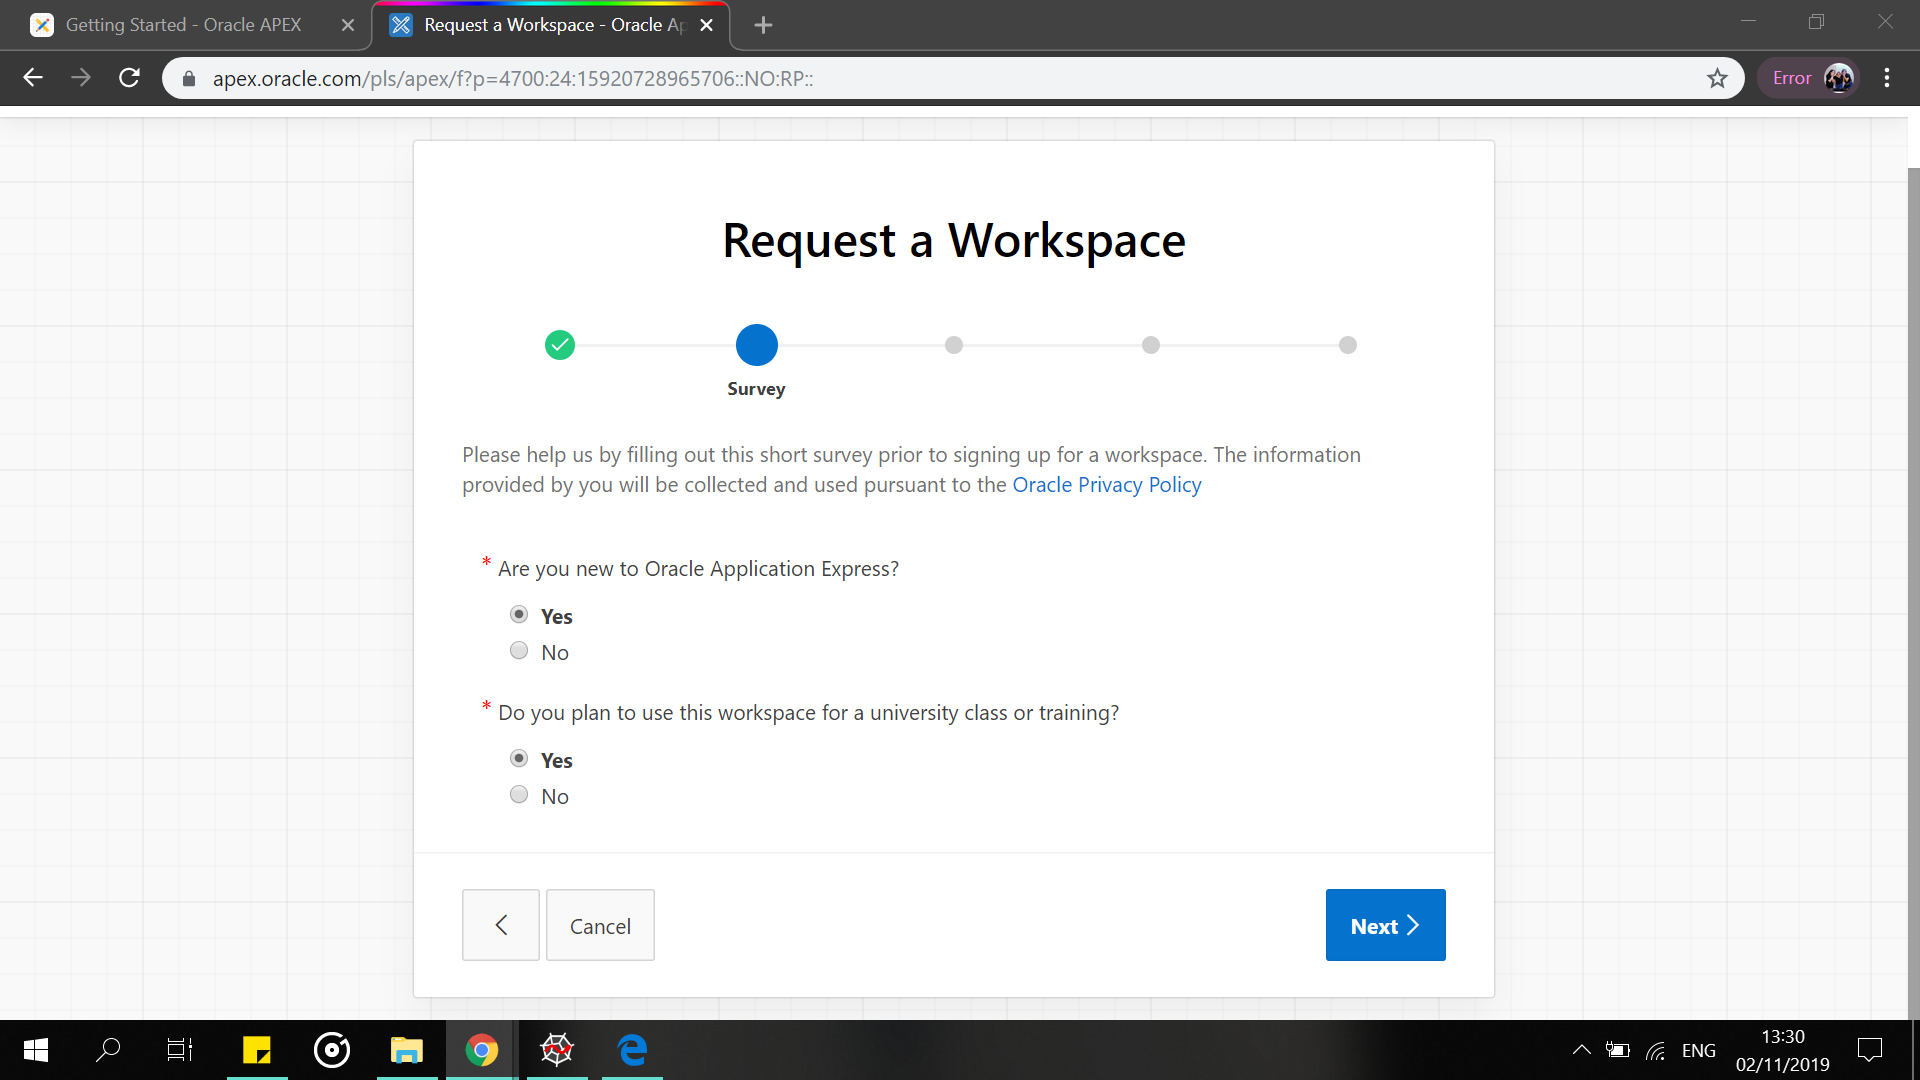 Getting Started - Oracle APEX
Request a Workspace - Oracle Ap
apex.oracle.com/pls/apex/f?p=4700:24:15920728965706::NO:RP::
Error
Request a Workspace
Survey
Please help us by filling out this short survey prior to signing up for a workspace. The information
provided by you will be collected and used pursuant to the Oracle Privacy Policy
* Are you new to Oracle Application Express?
Yes
No
* Do you plan to use this workspace for a university class or training?
Yes
No
Cancel
Next
ENG
13:30
02/11/2019